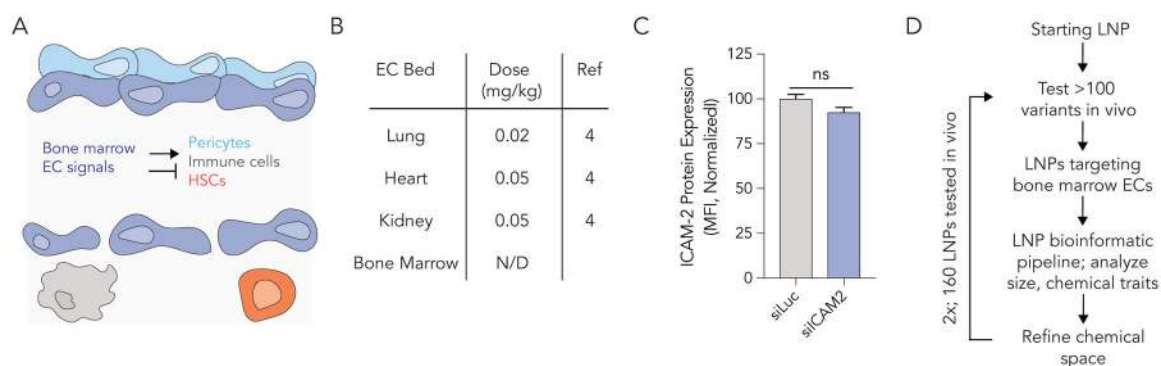 A
Bone marrow
EC signals
Pericytes
Immune cells
HSCs
B
EC Bed Dose (mg/kg) Ref
Lung 0.02 4
Heart 0.05 4
Kidney 0.05 4
Bone Marrow N/D
C
ICAM-2 Protein Expression
(MFI, Normalized)
125
100
75
50
25
0
ns
siLuc
siICAM2
D
Starting LNP
Test >100
variants in vivo
LNPs targeting
bone marrow ECs
LNP bioinformatic
pipeline; analyze
size, chemical traits
Refine chemical
space
2x; 160 LNPs tested in vivo